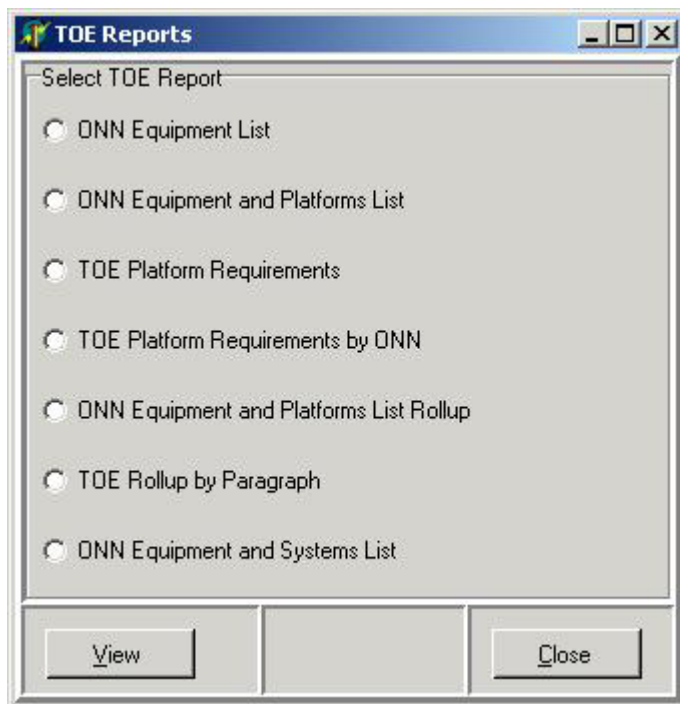 TOE Reports
Select TOE Report
ONN Equipment List
ONN Equipment and Platforms List
TOE Platform Requirements
TOE Platform Requirements by ONN
ONN Equipment and Platforms List Rollup
TOE Rollup by Paragraph
ONN Equipment and Systems List
View
Close